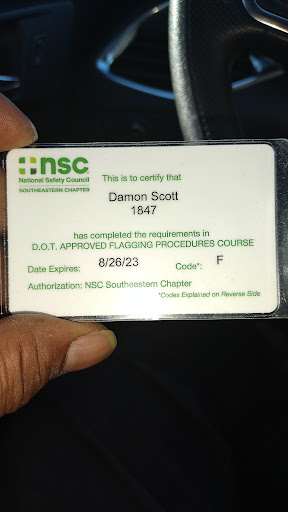 nsc
National Safety Council
SOUTHEASTERN CHAPTER
This is to certify that
Damon Scott
1847
has completed the requirements in
D.O.T. APPROVED FLAGGING PROCEDURES COURSE
Date Expires: 8/26/23 Code*: F
Authorization: NSC Southeastern Chapter
*Codes Explained on Reverse Side